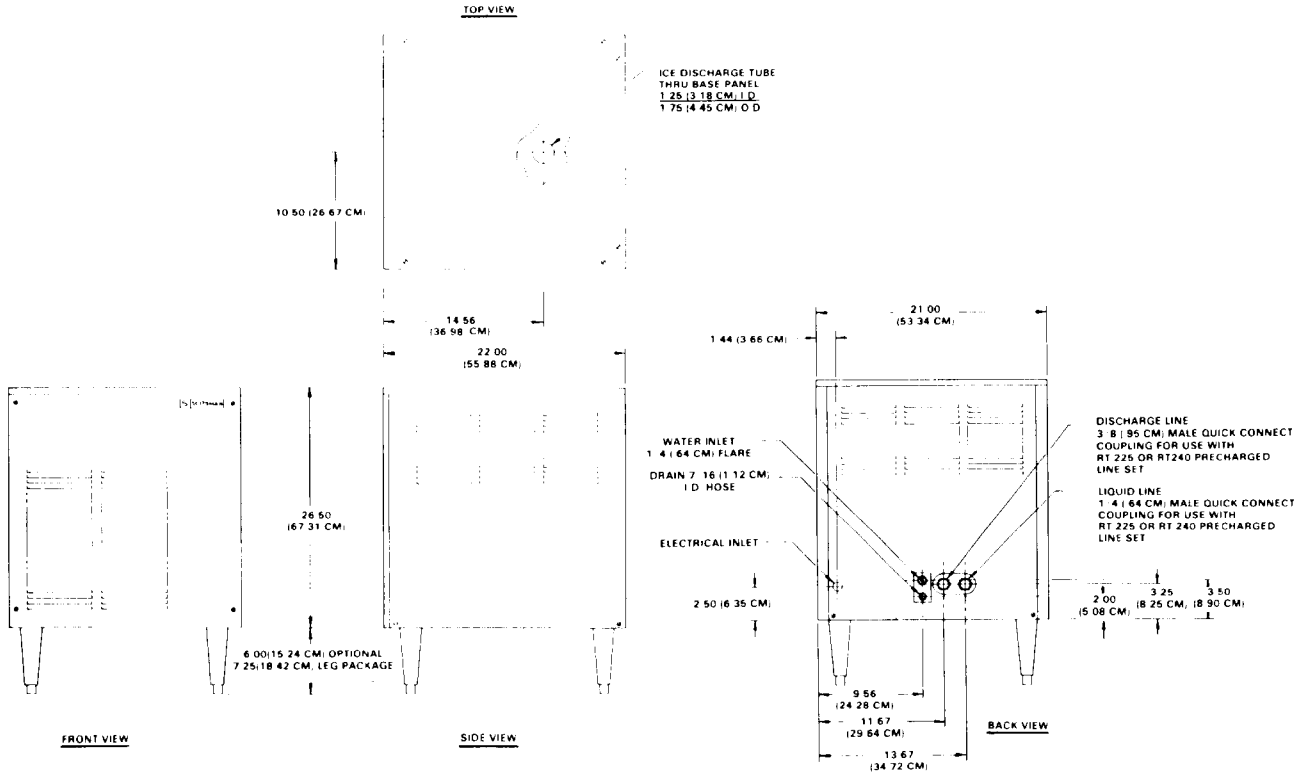 TOP VIEW
ICE DISCHARGE TUBE
THRU BASE PANEL
1 25 (3 18 CM) I D
1 75 (4 45 CM) O D
10 50 (26 67 CM)
14 56
(36 98 CM)
22 00
(55 88 CM)
26 50
(67 31 CM)
6 00 (15 24 CM) OPTIONAL
7 25 (18 42 CM) LEG PACKAGE
FRONT VIEW
SIDE VIEW
21 00
(53 34 CM)
1 44 (3 66 CM)
WATER INLET
1 4 ( 64 CM) FLARE
DRAIN 7 16 (1 12 CM)
I D HOSE
ELECTRICAL INLET
2 50 (6 35 CM)
DISCHARGE LINE
3 8 ( 95 CM) MALE QUICK CONNECT
COUPLING FOR USE WITH
RT 225 OR RT240 PRECHARGED
LINE SET
LIQUID LINE
1 4 ( 64 CM) MALE QUICK CONNECT
COUPLING FOR USE WITH
RT 225 OR RT 240 PRECHARGED
LINE SET
2 00
(5 08 CM)
3 25
(8 25 CM)
3 50
(8 90 CM)
9 56
(24 28 CM)
11 67
(29 64 CM)
13 67
(34 72 CM)
BACK VIEW